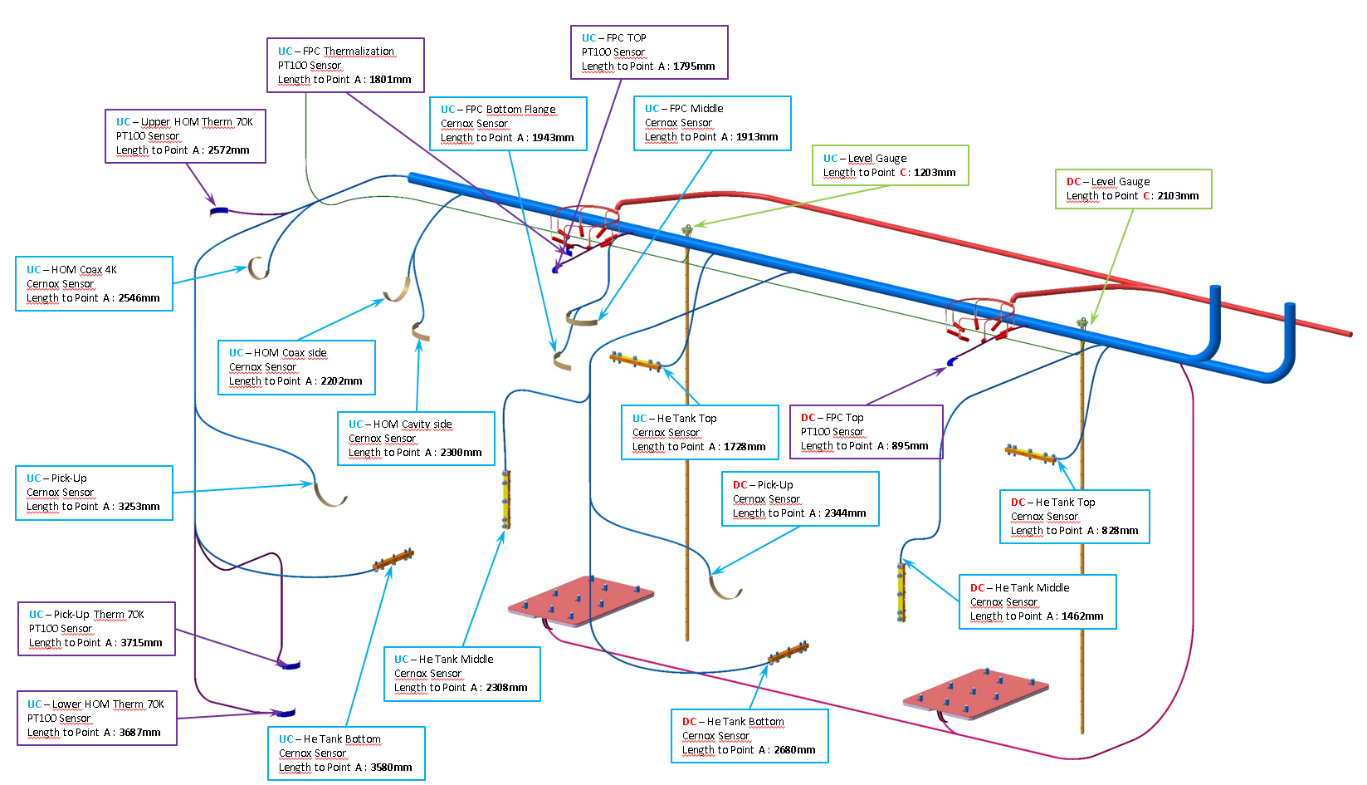 UC – FPC TOP
PT100 Sensor
Length to Point A : 1795mm
UC – FPC Thermalization
PT100 Sensor
Length to Point A : 1801mm
UC – FPC Bottom Flange
Cernox Sensor
Length to Point A : 1943mm
UC – FPC Middle
Cernox Sensor
Length to Point A : 1913mm
UC – Upper HOM Therm 70K
PT100 Sensor
Length to Point A : 2572mm
UC – Level Gauge
Length to Point C: 1203mm
DC – Level Gauge
Length to Point C: 2103mm
UC – HOM Coax 4K
Cernox Sensor
Length to Point A : 2546mm
UC – HOM Coax side
Cernox Sensor
Length to Point A : 2202mm
UC – HOM Cavity side
Cernox Sensor
Length to Point A : 2300mm
UC – He Tank Top
Cernox Sensor
Length to Point A : 1728mm
DC – FPC Top
PT100 Sensor
Length to Point A : 895mm
UC – Pick-Up
Cernox Sensor
Length to Point A : 3253mm
DC – Pick-Up
Cernox Sensor
Length to Point A : 2344mm
DC – He Tank Top
Cernox Sensor
Length to Point A : 828mm
DC – He Tank Middle
Cernox Sensor
Length to Point A : 1462mm
UC – Pick-Up Therm 70K
PT100 Sensor
Length to Point A : 3715mm
UC – He Tank Middle
Cernox Sensor
Length to Point A : 2308mm
UC – Lower HOM Therm 70K
PT100 Sensor
Length to Point A : 3687mm
UC – He Tank Bottom
Cernox Sensor
Length to Point A : 3580mm
DC – He Tank Bottom
Cernox Sensor
Length to Point A : 2680mm